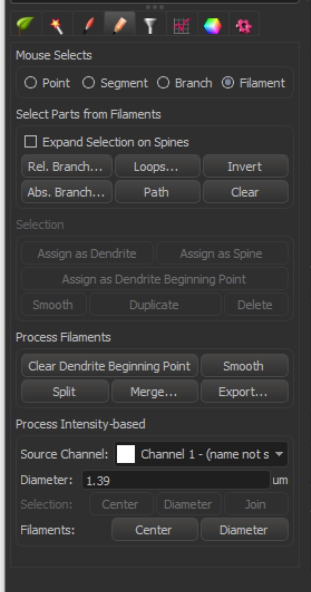 Mouse Selects
Point Segment Branch Filament
Select Parts from Filaments
Expand Selection on Spines
Rel. Branch... Loops... Invert
Abs. Branch... Path Clear
Selection
Assign as Dendrite Assign as Spine
Assign as Dendrite Beginning Point
Smooth Duplicate Delete
Process Filaments
Clear Dendrite Beginning Point Smooth
Split Merge... Export...
Process Intensity-based
Source Channel: Channel 1 - (name not s
Diameter: 1.39 um
Selection: Center Diameter Join
Filaments: Center Diameter